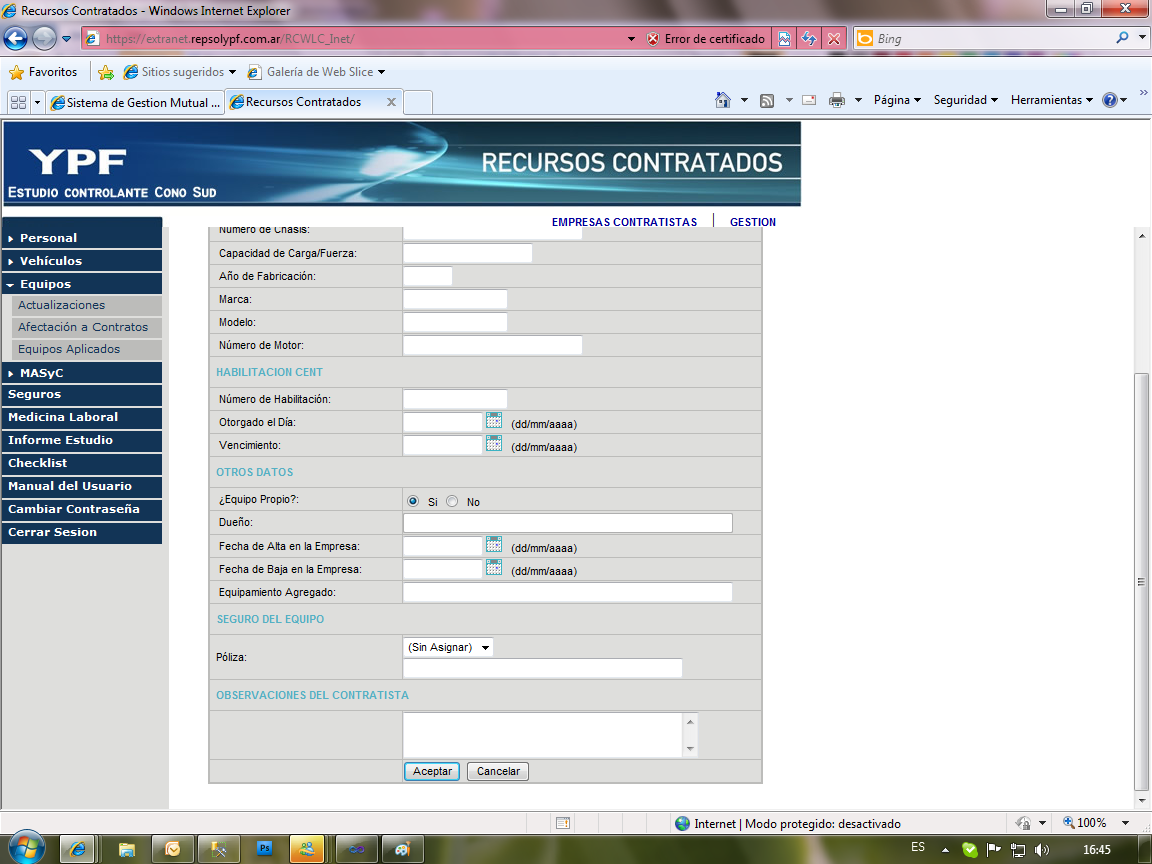 Recursos Contratados - Windows Internet Explorer
https://extranet.repsolypf.com.ar/RCWLC_Inet/
Error de certificado
Bing
Favoritos
Sitios sugeridos
Galería de Web Slice
Sistema de Gestion Mutual ...
Recursos Contratados
Página
Seguridad
Herramientas
YPF
ESTUDIO CONTROLANTE CONO SUD
RECURSOS CONTRATADOS
EMPRESAS CONTRATISTAS
GESTION
Personal
Vehículos
Equipos
Actualizaciones
Afectación a Contratos
Equipos Aplicados
MASyC
Seguros
Medicina Laboral
Informe Estudio
Checklist
Manual del Usuario
Cambiar Contraseña
Cerrar Sesion
Número de Chasis:
Capacidad de Carga/Fuerza:
Año de Fabricación:
Marca:
Modelo:
Número de Motor:
HABILITACION CENT
Número de Habilitación:
Otorgado el Día: (dd/mm/aaaa)
Vencimiento: (dd/mm/aaaa)
OTROS DATOS
¿Equipo Propio?: Si No
Dueño:
Fecha de Alta en la Empresa: (dd/mm/aaaa)
Fecha de Baja en la Empresa: (dd/mm/aaaa)
Equipamiento Agregado:
SEGURO DEL EQUIPO
Póliza: (Sin Asignar)
OBSERVACIONES DEL CONTRATISTA
Aceptar Cancelar
Internet | Modo protegido: desactivado
100%
Ps
ES
16:45